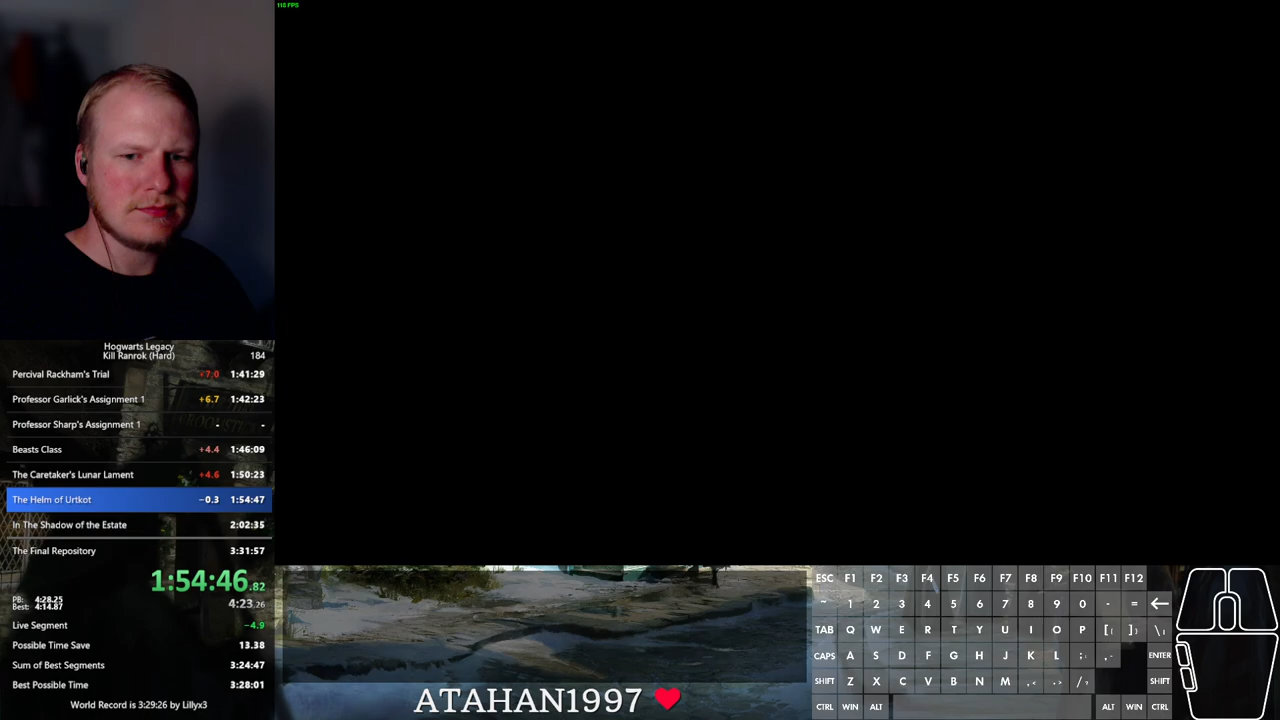 118 FPS
Hogwarts Legacy
Kill Ranrok (Hard) 184
Percival Rackham's Trial +7.0 1:41:29
Professor Garlick's Assignment 1 +6.7 1:42:23
Professor Sharp's Assignment 1 - -
Beasts Class +4.4 1:46:09
The Caretaker's Lunar Lament +4.6 1:50:23
The Helm of Urtkot −0.3 1:54:47
In The Shadow of the Estate 2:02:35
The Final Repository 3:31:57
1:54:46.82
PB: 4:28.25
Best: 4:14.87
4:23.26
Live Segment −4.9
Possible Time Save 13.38
Sum of Best Segments 3:24:47
Best Possible Time 3:28:01
World Record is 3:29:26 by Lillyx3
ATAHAN1997 ❤
ESC F1 F2 F3 F4 F5 F6 F7 F8 F9 F10 F11 F12
~ 1 2 3 4 5 6 7 8 9 0 - = ←
TAB Q W E R T Y U I O P [{ ]} \|
CAPS A S D F G H J K L ;: ,. ENTER
SHIFT Z X C V B N M ,< .> /? SHIFT
CTRL WIN ALT ALT WIN CTRL